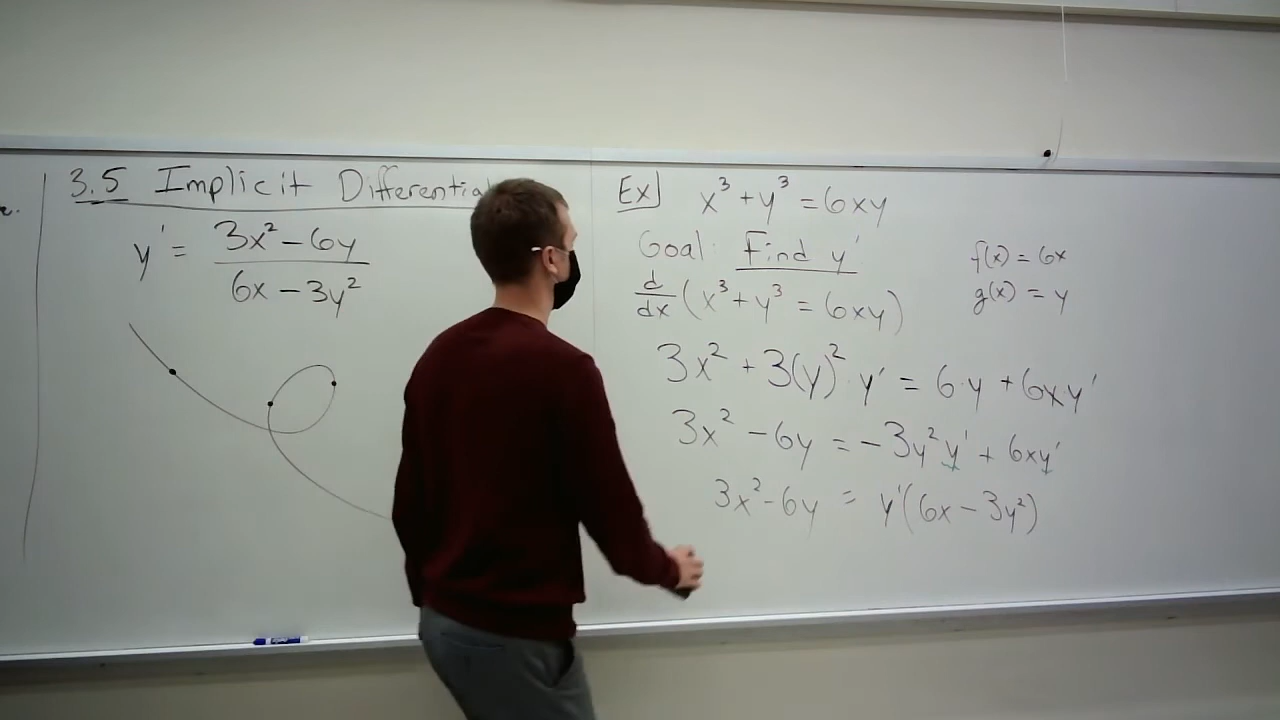 3.5 Implicit Differentia
y' = 3x² - 6y / 6x - 3y²
Ex] x³ + y³ = 6xy
Goal: Find y'
f(x) = 6x
g(x) = y
d/dx (x³ + y³ = 6xy)
3x² + 3(y)² · y' = 6·y + 6xy'
3x² - 6y = -3y²y' + 6xy'
3x² - 6y = y'(6x - 3y²)